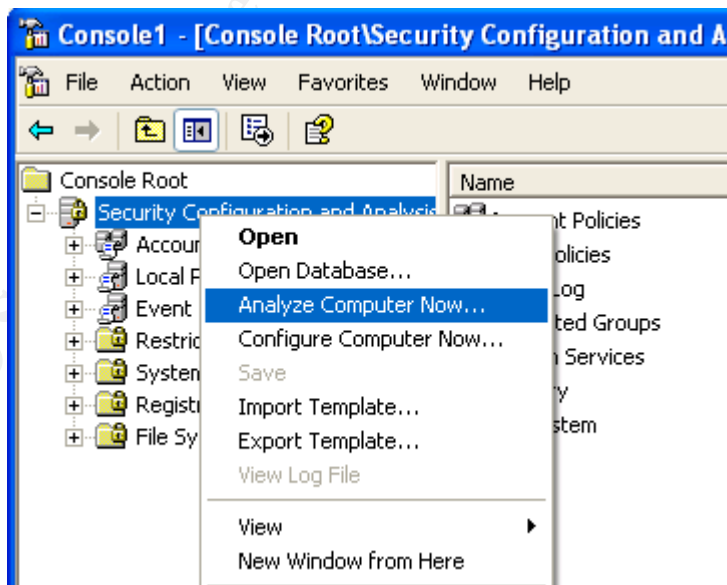 Console1 - [Console Root\Security Configuration and A
File Action View Favorites Window Help
Console Root
Name
Security Configuration and Analysis
Accoun
Local P
Event
Restric
System
Registr
File Sy
Open
Open Database...
Analyze Computer Now...
Configure Computer Now...
Save
Import Template...
Export Template...
View Log File
View
New Window from Here
nt Policies
olicies
Log
ted Groups
n Services
y
stem